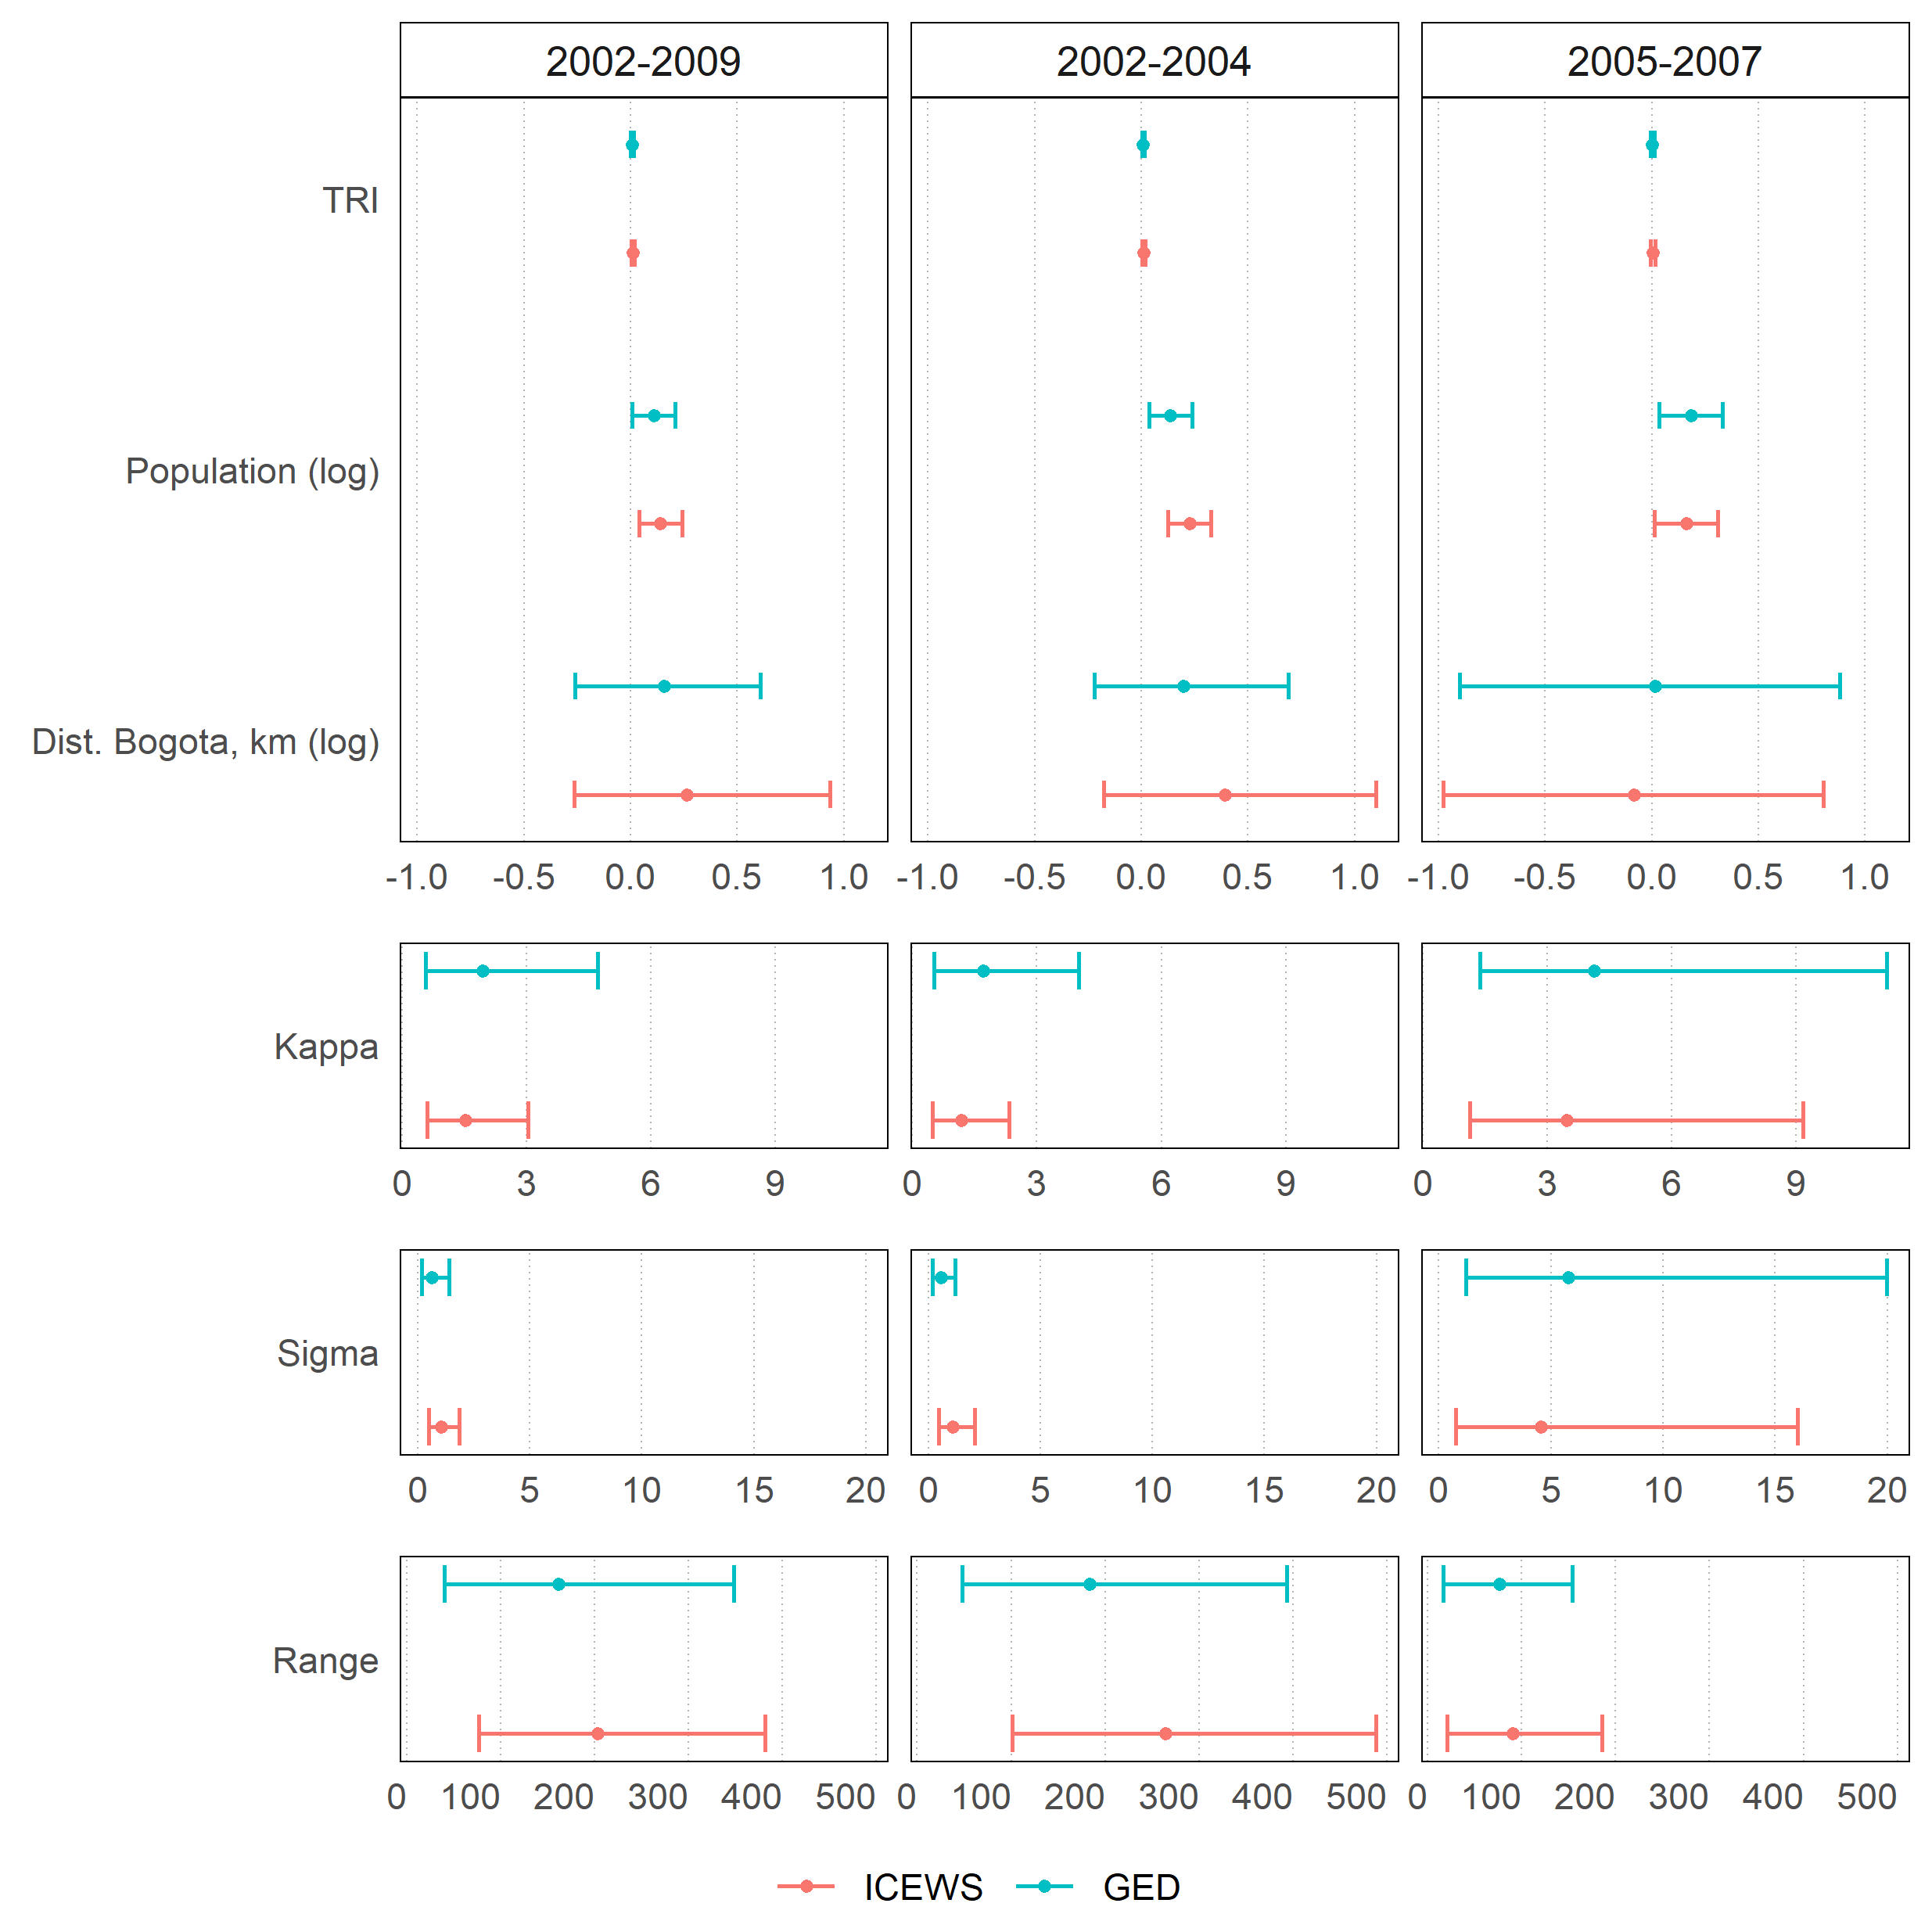 2002-2009 2002-2004 2005-2007
TRI
Population (log)
Dist. Bogota, km (log)
-1.0 -0.5 0.0 0.5 1.0 -1.0 -0.5 0.0 0.5 1.0 -1.0 -0.5 0.0 0.5 1.0
Kappa
0 3 6 9 0 3 6 9 0 3 6 9
Sigma
0 5 10 15 20 0 5 10 15 20 0 5 10 15 20
Range
0 100 200 300 400 500 0 100 200 300 400 500 0 100 200 300 400 500
ICEWS GED